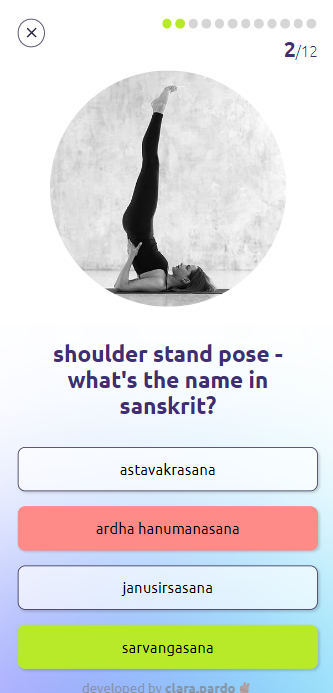 2/12
shoulder stand pose -
what's the name in
sanskrit?
astavakrasana
ardha hanumanasana
janusirsasana
sarvangasana
developed by clara.pardo ✌🏽